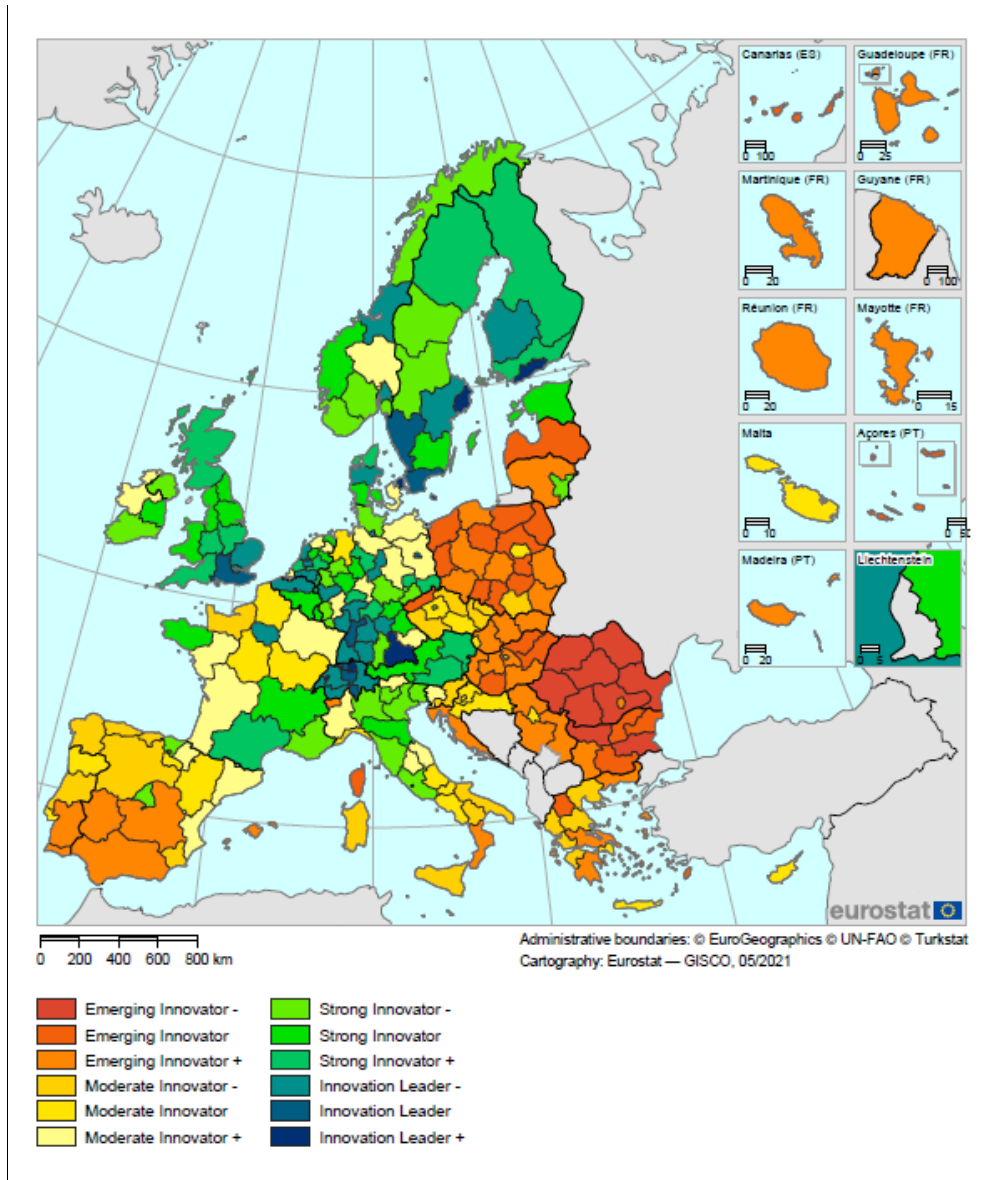 Canarias (ES)
0 100
Guadeloupe (FR)
0 25
Martinique (FR)
0 20
Guyane (FR)
0 100
Réunion (FR)
0 20
Mayotte (FR)
0 15
Malta
0 10
Açores (PT)
0
Madeira (PT)
0 20
Liechtenstein
0 5
eurostat
Administrative boundaries: © EuroGeographics © UN-FAO © Turkstat
Cartography: Eurostat — GISCO, 05/2021
0 200 400 600 800 km
Emerging Innovator -
Emerging Innovator
Emerging Innovator +
Moderate Innovator -
Moderate Innovator
Moderate Innovator +
Strong Innovator -
Strong Innovator
Strong Innovator +
Innovation Leader -
Innovation Leader
Innovation Leader +